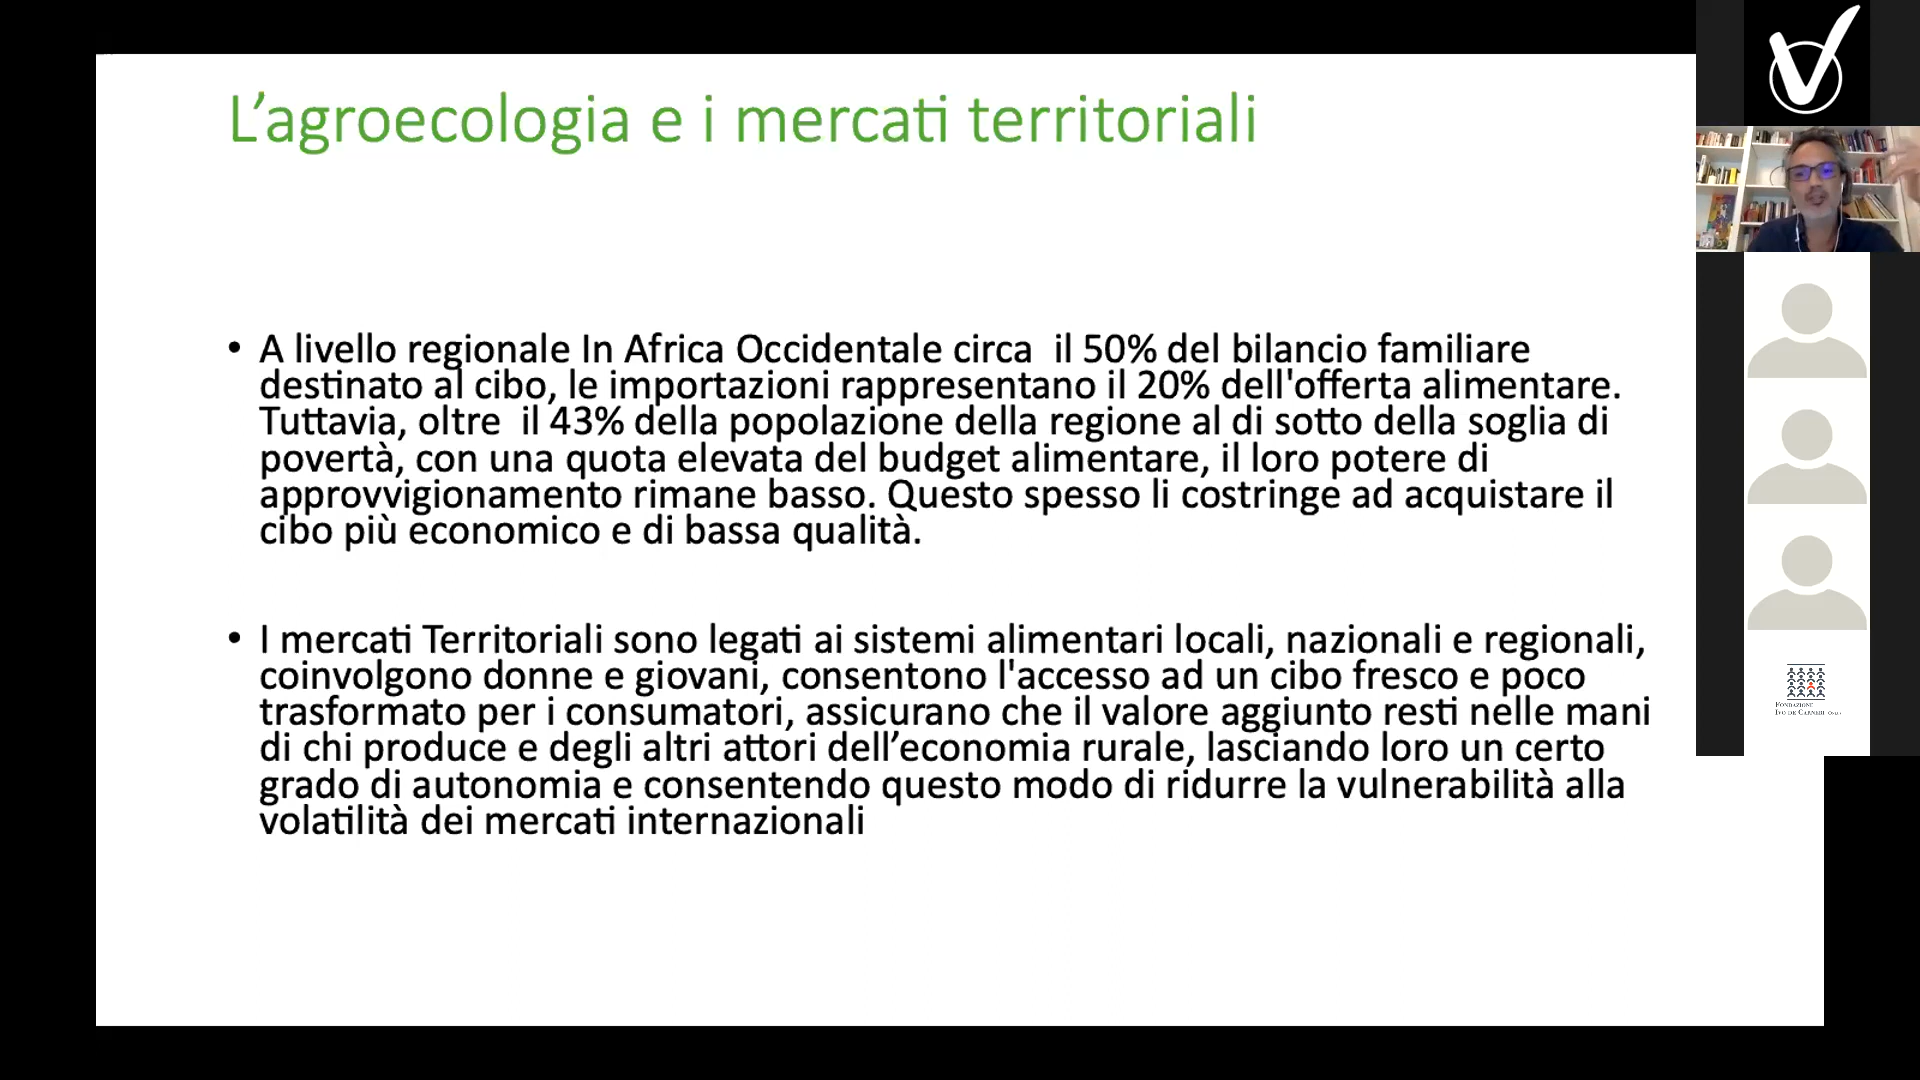 L’agroecologia e i mercati territoriali
• A livello regionale In Africa Occidentale circa  il 50% del bilancio familiare
destinato al cibo, le importazioni rappresentano il 20% dell'offerta alimentare.
Tuttavia, oltre  il 43% della popolazione della regione al di sotto della soglia di
povertà, con una quota elevata del budget alimentare, il loro potere di
approvvigionamento rimane basso. Questo spesso li costringe ad acquistare il
cibo più economico e di bassa qualità.
• I mercati Territoriali sono legati ai sistemi alimentari locali, nazionali e regionali,
coinvolgono donne e giovani, consentono l'accesso ad un cibo fresco e poco
trasformato per i consumatori, assicurano che il valore aggiunto resti nelle mani
di chi produce e degli altri attori dell’economia rurale, lasciando loro un certo
grado di autonomia e consentendo questo modo di ridurre la vulnerabilità alla
volatilità dei mercati internazionali
FONDAZIONE
IVO DE CARNERI